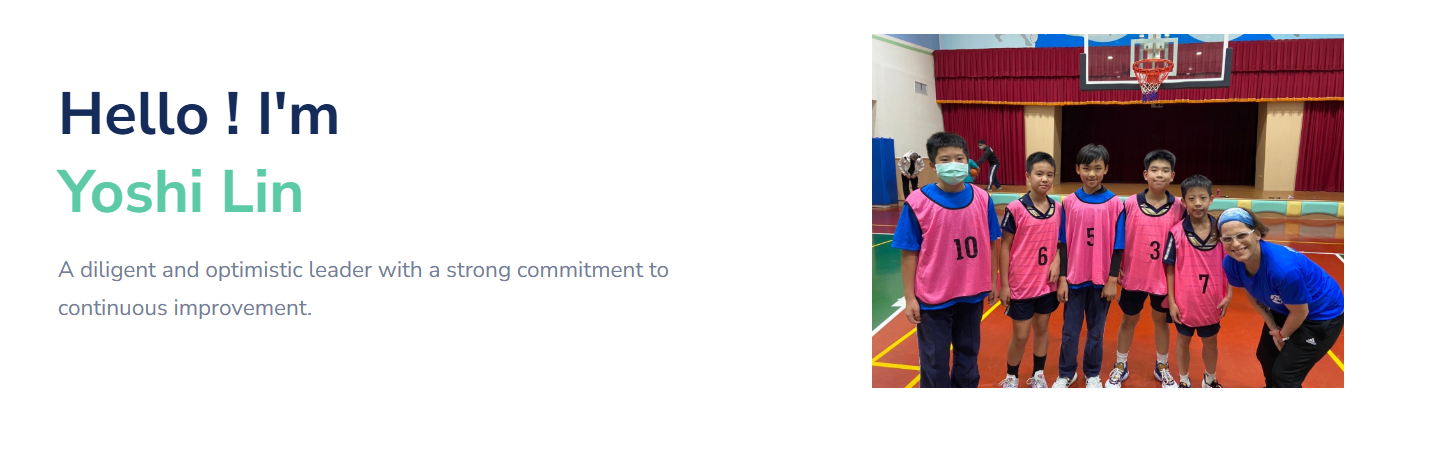 Hello ! I'm
Yoshi Lin
A diligent and optimistic leader with a strong commitment to
continuous improvement.
10
6
5
3
7